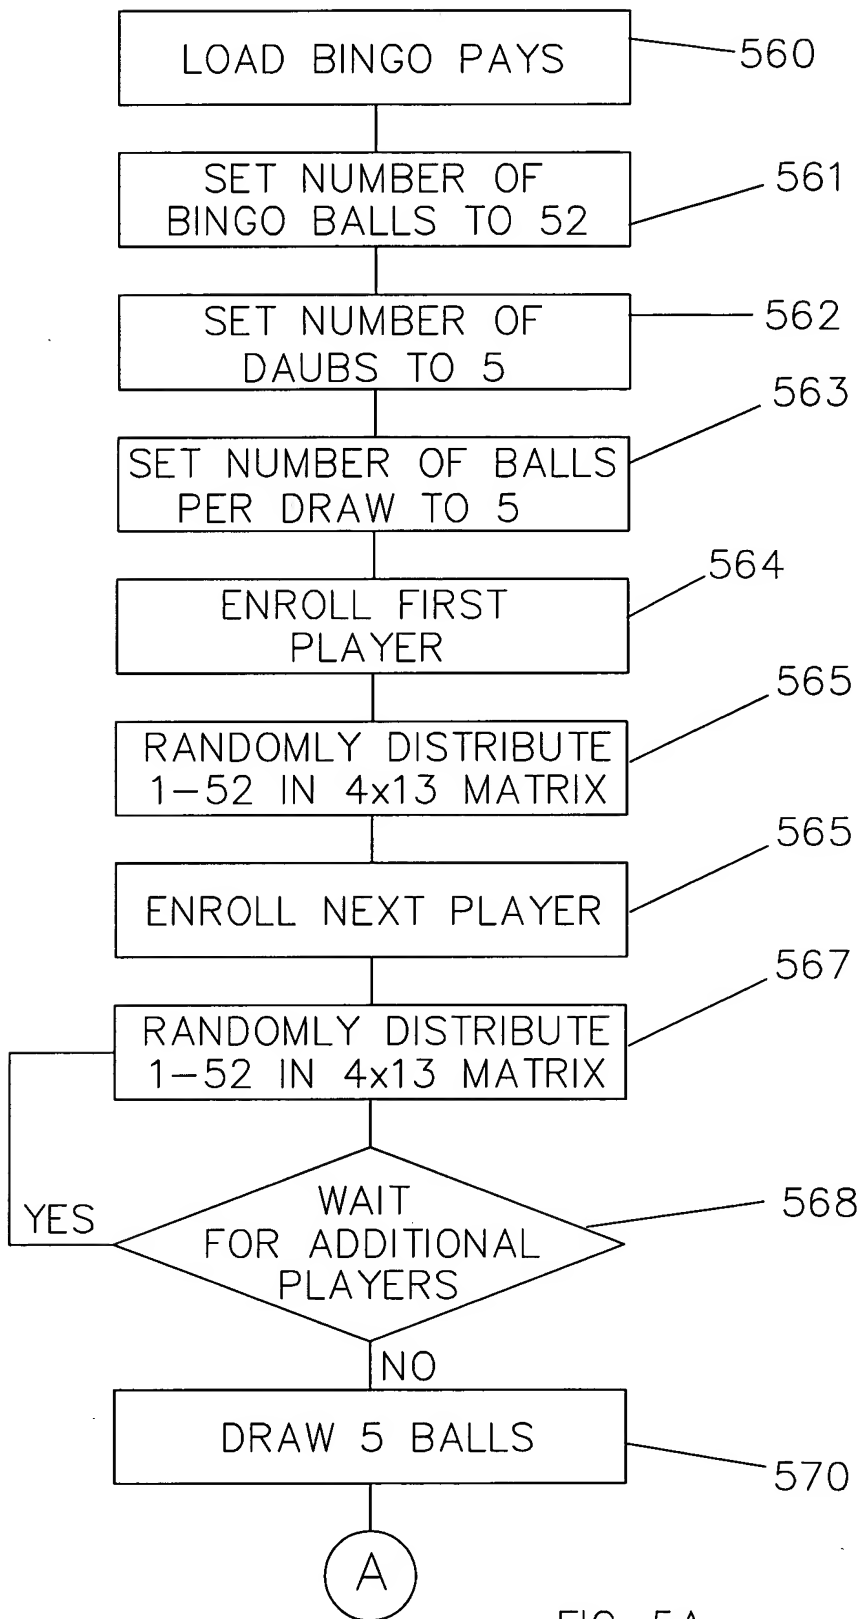 LOAD BINGO PAYS
560
SET NUMBER OF
BINGO BALLS TO 52
561
SET NUMBER OF
DAUBS TO 5
562
SET NUMBER OF BALLS
PER DRAW TO 5
563
ENROLL FIRST
PLAYER
564
RANDOMLY DISTRIBUTE
1-52 IN 4x13 MATRIX
565
ENROLL NEXT PLAYER
565
RANDOMLY DISTRIBUTE
1-52 IN 4x13 MATRIX
567
WAIT
FOR ADDITIONAL
PLAYERS
568
YES
NO
DRAW 5 BALLS
570
A
FIG. 5A